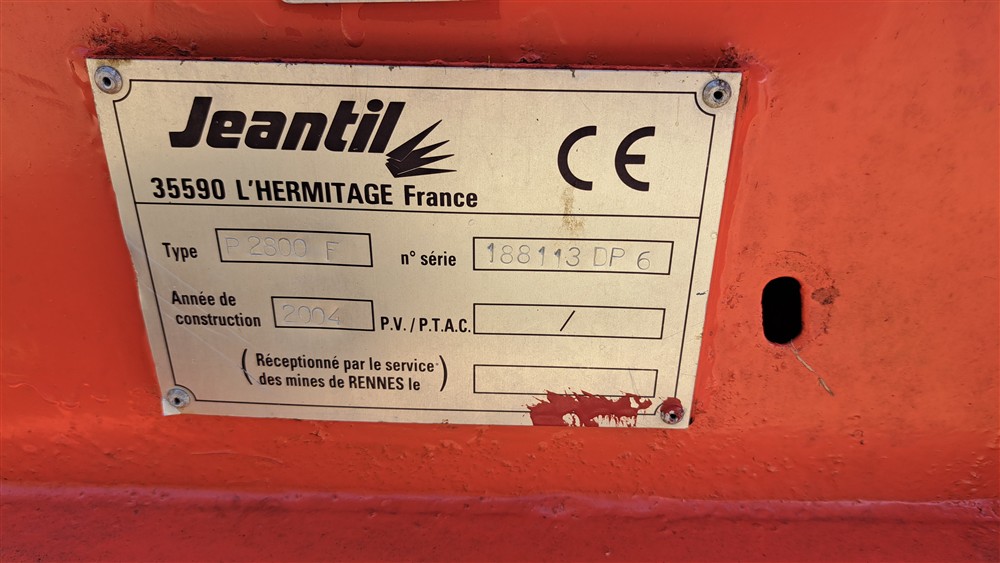 Jeantil
CE
35590 L'HERMITAGE France
Type P 2800 F n° série 188113 DP 6
Année de construction 2004 P.V. / P.T.A.C. /
( Réceptionné par le service
des mines de RENNES le )